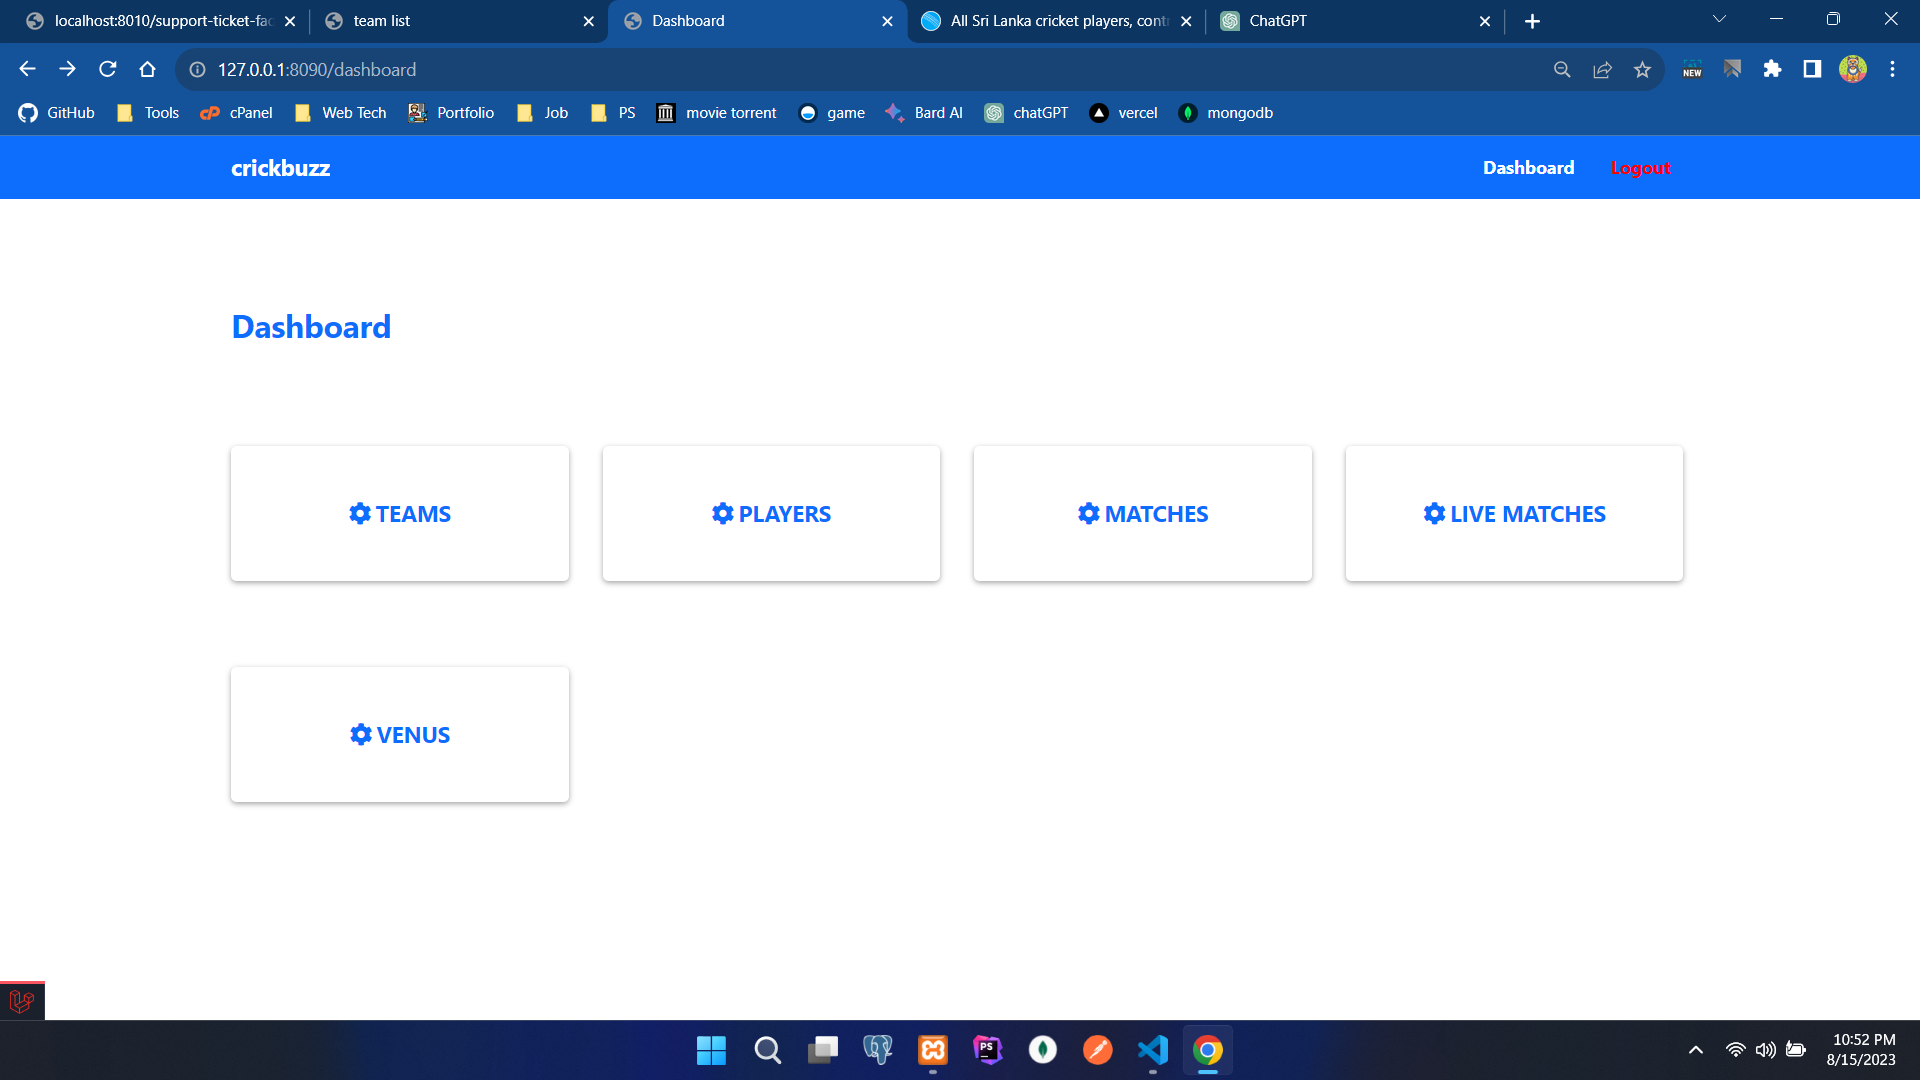 localhost:8010/support-ticket-fac
team list
Dashboard
All Sri Lanka cricket players, contr
ChatGPT
127.0.0.1:8090/dashboard
NEW
GitHub
Tools
cPanel
Web Tech
Portfolio
Job
PS
movie torrent
game
Bard AI
chatGPT
vercel
mongodb
crickbuzz
Dashboard
Logout
Dashboard
TEAMS
PLAYERS
MATCHES
LIVE MATCHES
VENUS
PS
10:52 PM
8/15/2023